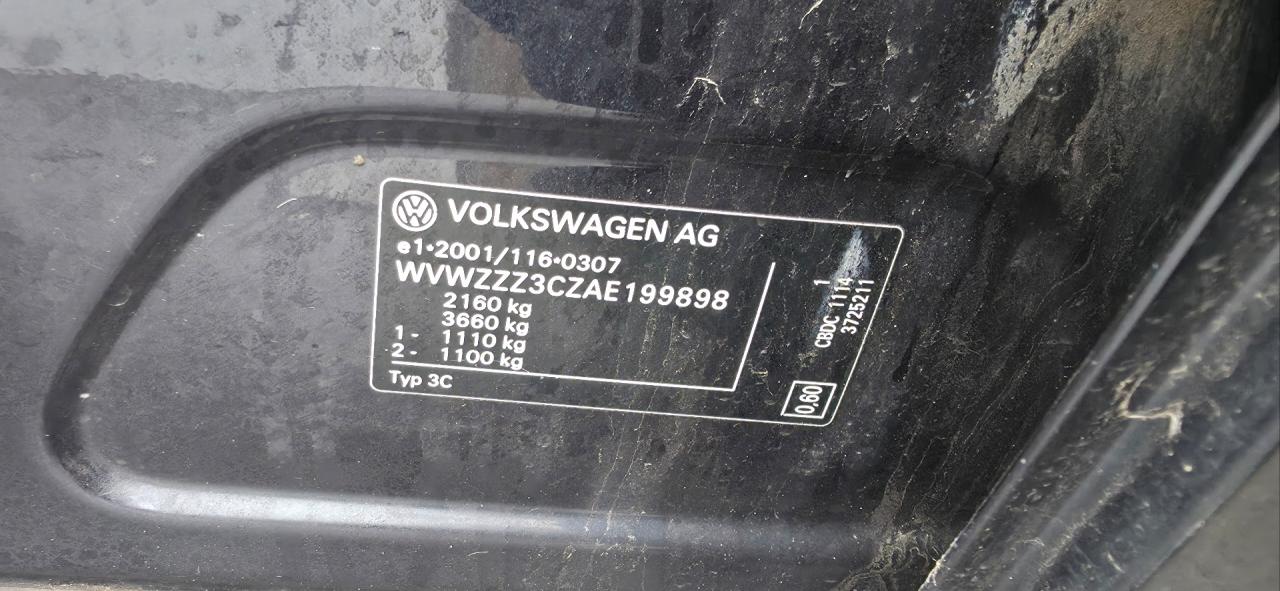 VOLKSWAGEN AG
e1*2001/116*0307
WVWZZZ3CZAE199898
2160 kg
3660 kg
1 - 1110 kg
2 - 1100 kg
Typ 3C
1
CBDC 1114
3725211
0,60